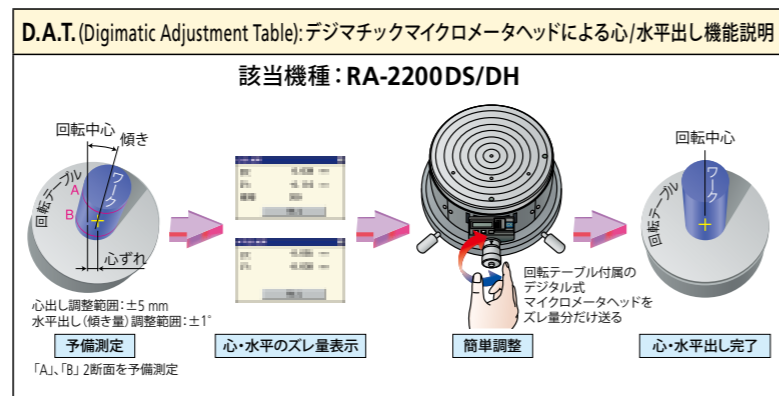 D.A.T.(Digimatic Adjustment Table):デジマチックマイクロメータヘッドによる心/水平出し機能説明
該当機種：RA-2200DS/DH
回転中心
傾き
ワーク
A
B
回転テーブル
心ずれ
心出し調整範囲：±5 mm
水平出し(傾き量)調整範囲：±1°
予備測定
「A」、「B」2断面を予備測定
心・水平のズレ量表示
回転テーブル付属の
デジタル式
マイクロメータヘッドを
ズレ量分だけ送る
簡単調整
回転中心
ワーク
回転テーブル
心・水平出し完了